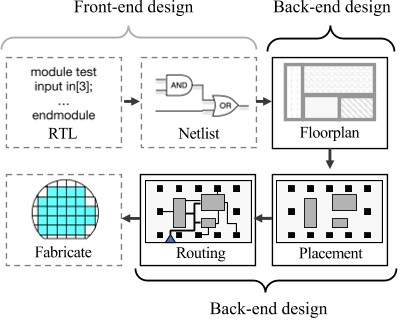 Front-end design
Back-end design
module test
input in[3];
...
endmodule
RTL
AND
OR
Netlist
Floorplan
Fabricate
Routing
Placement
Back-end design